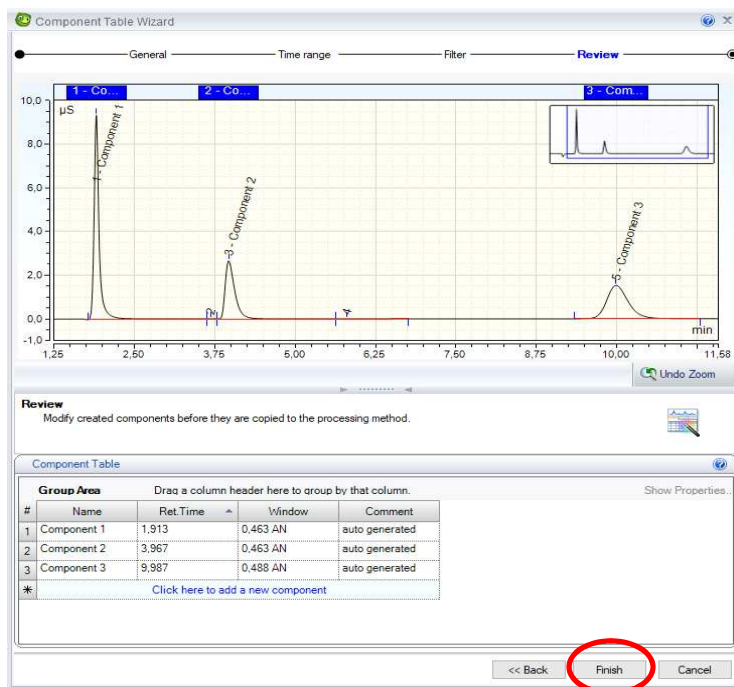 Component Table Wizard
General Time range Filter Review
1 - Co... 2 - Co... 3 - Com...
10,0
µS
8,0
6,0
4,0
2,0
0,0
-1,0
1 - Component 1
2
3 - Component 2
4
5 - Component 3
min
1,25 2,50 3,75 5,00 6,25 7,50 8,75 10,00 11,58
Undo Zoom
Review
Modify created components before they are copied to the processing method.
Component Table
Group Area Drag a column header here to group by that column. Show Properties..
# Name Ret.Time Window Comment
1 Component 1 1,913 0,463 AN auto generated
2 Component 2 3,967 0,463 AN auto generated
3 Component 3 9,987 0,488 AN auto generated
Click here to add a new component
<< Back Finish Cancel